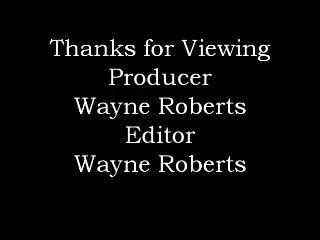 Thanks for Viewing
Producer
Wayne Roberts
Editor
Wayne Roberts